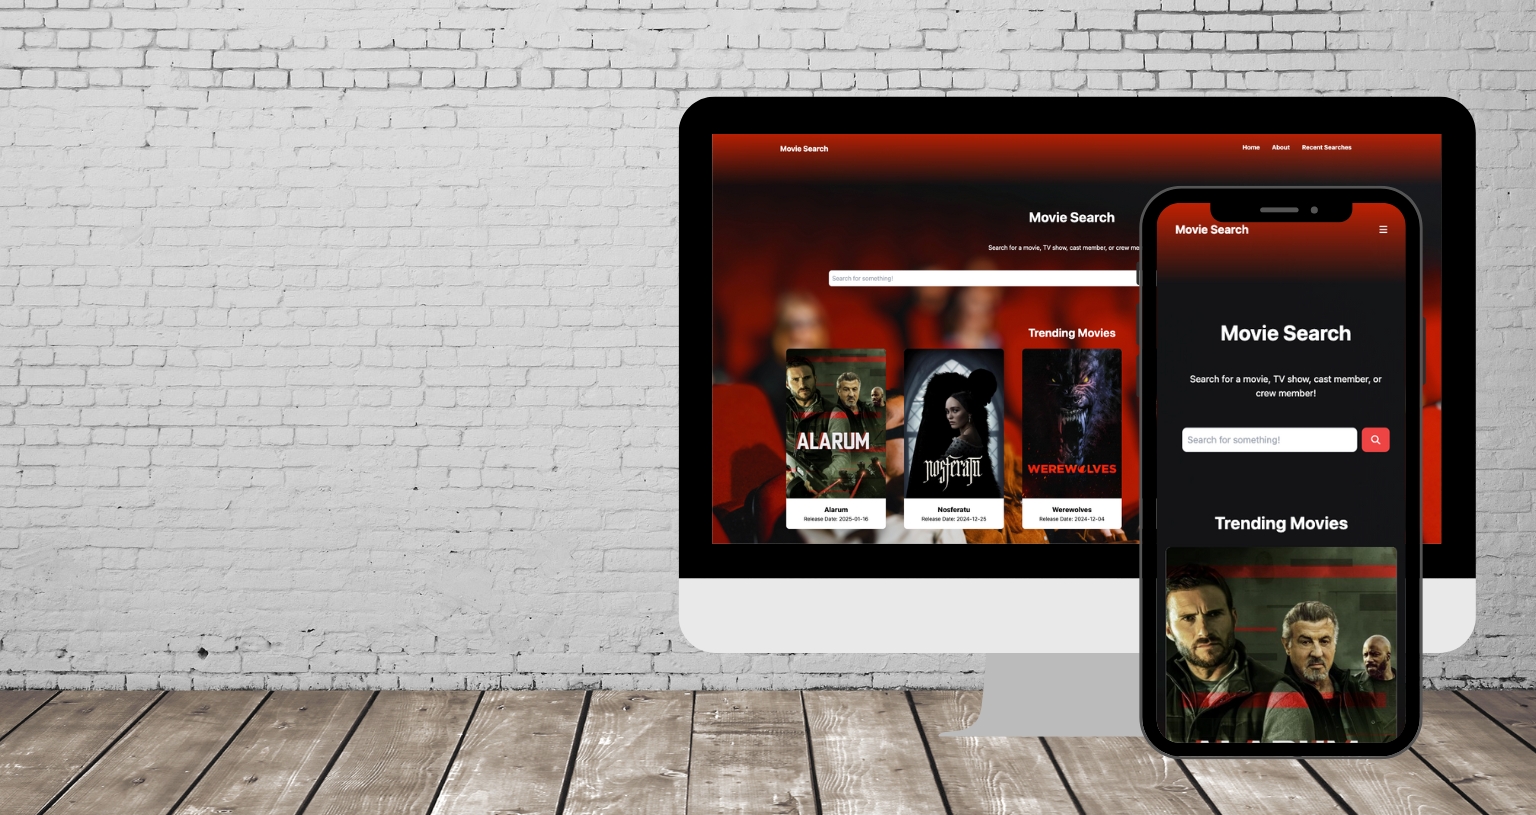 Movie Search
Home About Recent Searches
Movie Search
Search for a movie, TV show, cast member, or crew me
Search for something!
Trending Movies
ALARUM
nosferatu
WEREWOLVES
Alarum
Release Date: 2025-01-16
Nosferatu
Release Date: 2024-12-25
Werewolves
Release Date: 2024-12-04
Movie Search
Movie Search
Search for a movie, TV show, cast member, or
crew member!
Search for something!
Trending Movies